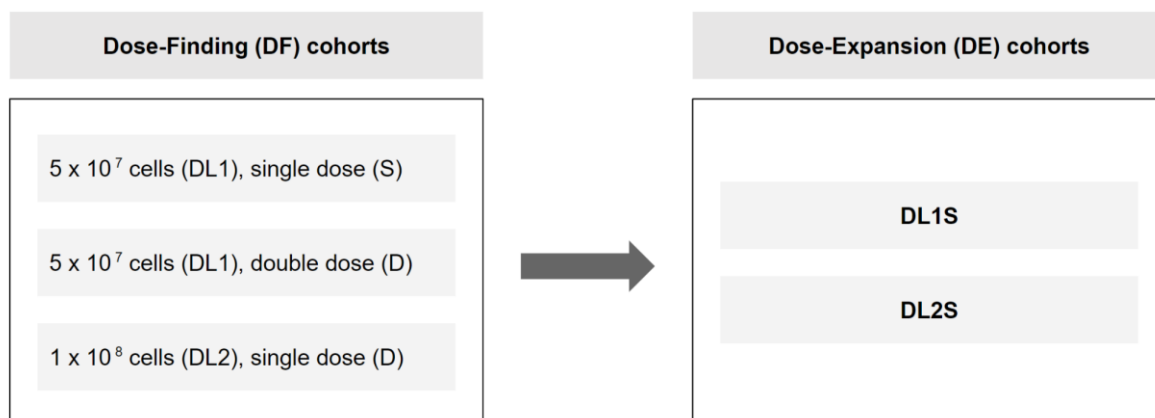 Dose-Finding (DF) cohorts
5 x 10⁷ cells (DL1), single dose (S)
5 x 10⁷ cells (DL1), double dose (D)
1 x 10⁸ cells (DL2), single dose (D)
Dose-Expansion (DE) cohorts
DL1S
DL2S